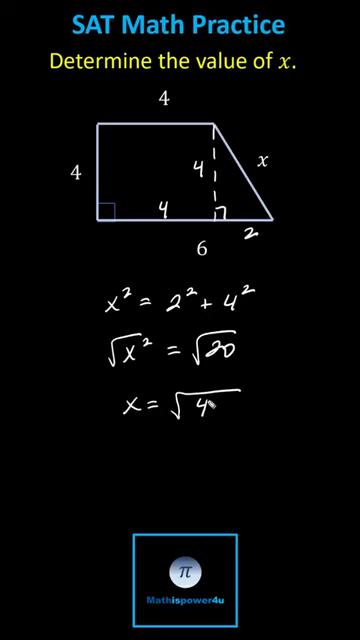 SAT Math Practice
Determine the value of x.
4
4
4
x
4
2
6
x² = 2² + 4²
√x² = √20
x = √4
π
Mathispower4u